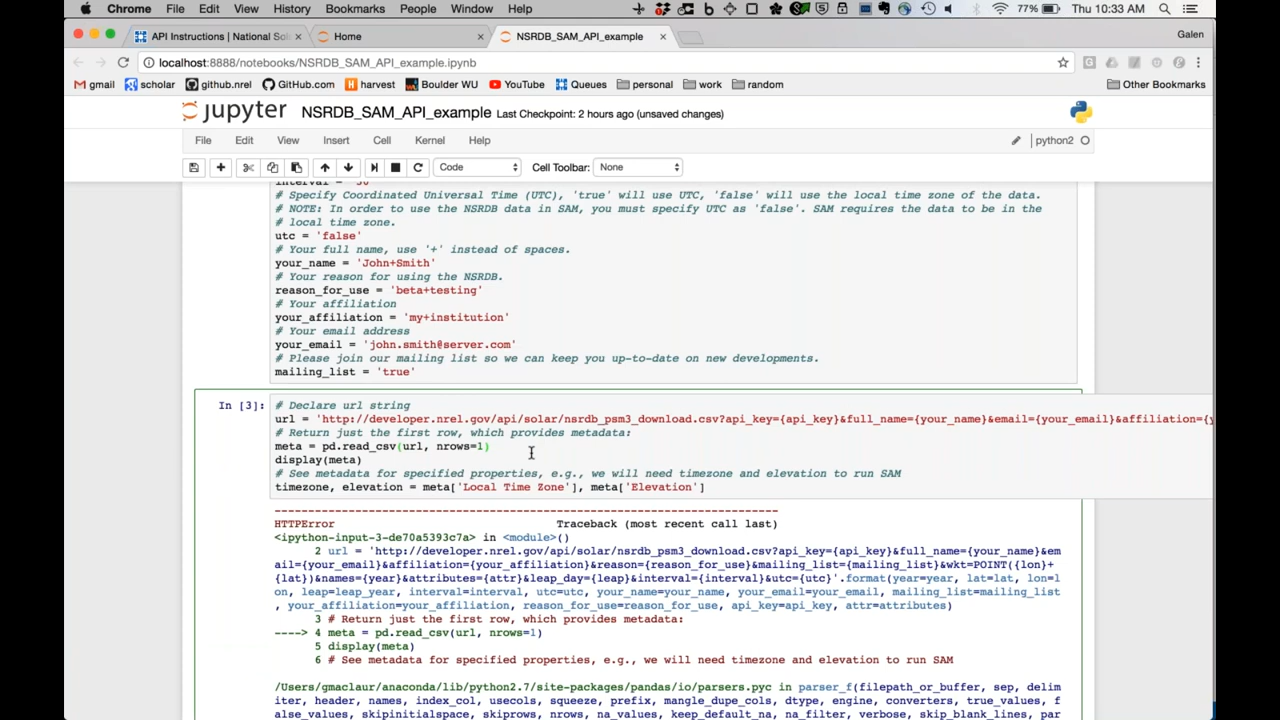 Chrome File Edit View History Bookmarks People Window Help 77% Thu 10:33 AM
API Instructions | National Sol Home NSRDB_SAM_API_example Galen
localhost:8888/notebooks/NSRDB_SAM_API_example.ipynb
gmail scholar github.nrel GitHub.com harvest Boulder WU YouTube Queues personal work random Other Bookmarks
jupyter NSRDB_SAM_API_example Last Checkpoint: 2 hours ago (unsaved changes)
File Edit View Insert Cell Kernel Help python2
Code Cell Toolbar: None
interval = '30'
# Specify Coordinated Universal Time (UTC), 'true' will use UTC, 'false' will use the local time zone of the data.
# NOTE: In order to use the NSRDB data in SAM, you must specify UTC as 'false'. SAM requires the data to be in the
# local time zone.
utc = 'false'
# Your full name, use '+' instead of spaces.
your_name = 'John+Smith'
# Your reason for using the NSRDB.
reason_for_use = 'beta+testing'
# Your affiliation
your_affiliation = 'my+institution'
# Your email address
your_email = 'john.smith@server.com'
# Please join our mailing list so we can keep you up-to-date on new developments.
mailing_list = 'true'
In [3]: # Declare url string
url = 'http://developer.nrel.gov/api/solar/nsrdb_psm3_download.csv?api_key={api_key}&full_name={your_name}&email={your_email}&affiliation={y
# Return just the first row, which provides metadata:
meta = pd.read_csv(url, nrows=1)
display(meta)
# See metadata for specified properties, e.g., we will need timezone and elevation to run SAM
timezone, elevation = meta['Local Time Zone'], meta['Elevation']
---------------------------------------------------------------------------
HTTPError Traceback (most recent call last)
<ipython-input-3-de70a5393c7a> in <module>()
2 url = 'http://developer.nrel.gov/api/solar/nsrdb_psm3_download.csv?api_key={api_key}&full_name={your_name}&em
ail={your_email}&affiliation={your_affiliation}&reason={reason_for_use}&mailing_list={mailing_list}&wkt=POINT({lon}+
{lat})&names={year}&attributes={attr}&leap_day={leap}&interval={interval}&utc={utc}'.format(year=year, lat=lat, lon=l
on, leap=leap_year, interval=interval, utc=utc, your_name=your_name, your_email=your_email, mailing_list=mailing_list
, your_affiliation=your_affiliation, reason_for_use=reason_for_use, api_key=api_key, attr=attributes)
3 # Return just the first row, which provides metadata:
----> 4 meta = pd.read_csv(url, nrows=1)
5 display(meta)
6 # See metadata for specified properties, e.g., we will need timezone and elevation to run SAM
/Users/gmaclaur/anaconda/lib/python2.7/site-packages/pandas/io/parsers.pyc in parser_f(filepath_or_buffer, sep, delim
iter, header, names, index_col, usecols, squeeze, prefix, mangle_dupe_cols, dtype, engine, converters, true_values, f
alse_values, skipinitialspace, skiprows, nrows, na_values, keep_default_na, na_filter, verbose, skip_blank_lines, par